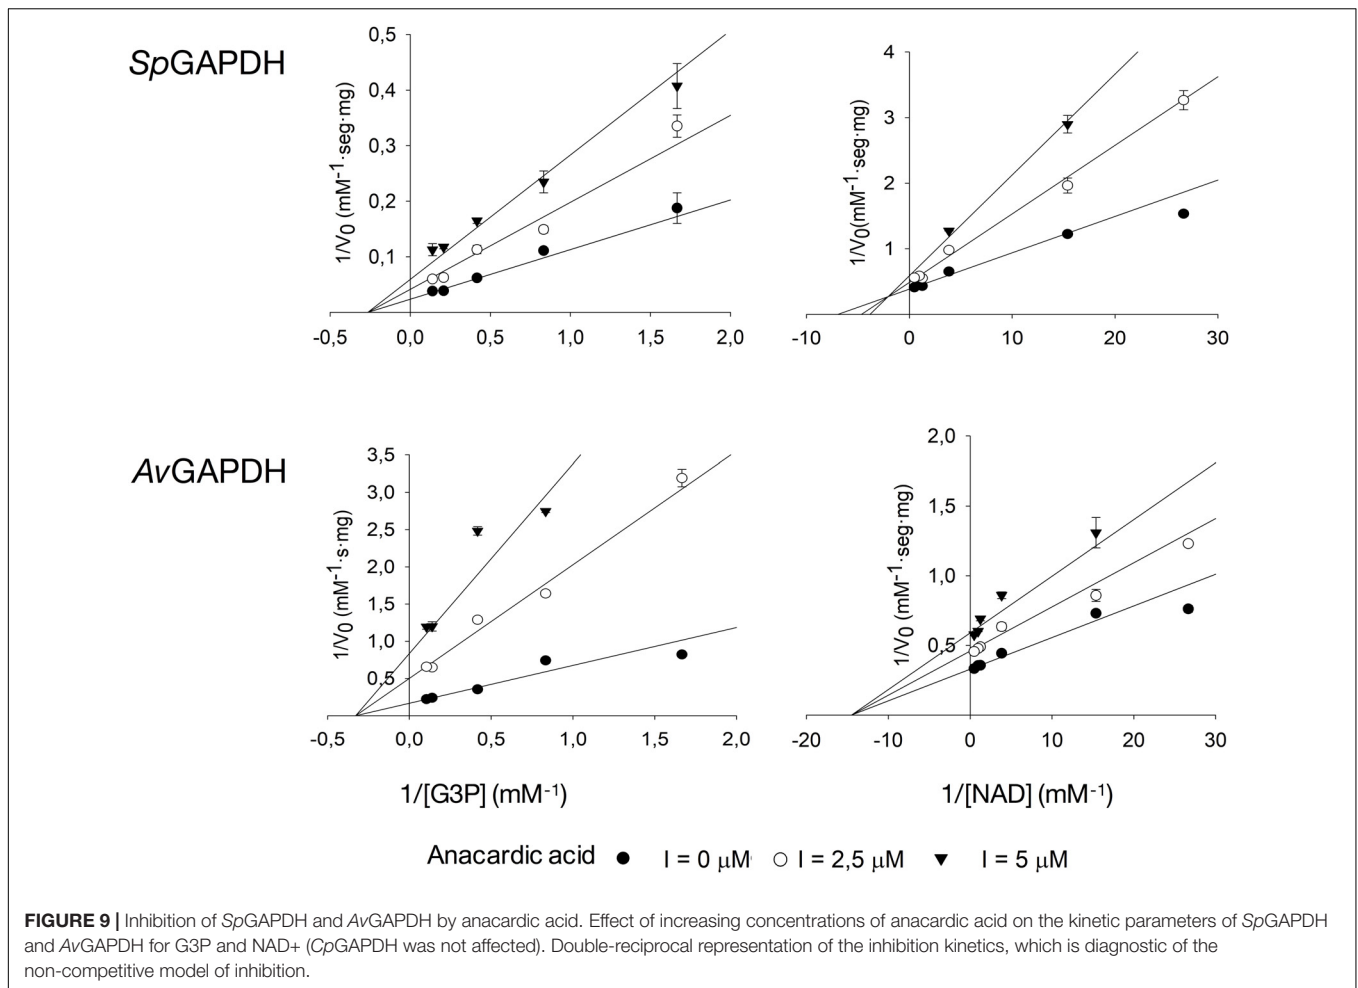 SpGAPDH
0,5
0,4
0,3
0,2
0,1
1/V0 (mM-1·seg·mg)
-0,5 0,0 0,5 1,0 1,5 2,0
4
3
2
1
1/V0(mM-1·seg·mg)
-10 0 10 20 30
AvGAPDH
3,5
3,0
2,5
2,0
1,5
1,0
0,5
1/V0 (mM-1·s·mg)
-0,5 0,0 0,5 1,0 1,5 2,0
1/[G3P] (mM-1)
2,0
1,5
1,0
0,5
1/V0 (mM-1·seg·mg)
-20 -10 0 10 20 30
1/[NAD] (mM-1)
Anacardic acid ● I = 0 μM ○ I = 2,5 μM ▼ I = 5 μM
FIGURE 9 | Inhibition of SpGAPDH and AvGAPDH by anacardic acid. Effect of increasing concentrations of anacardic acid on the kinetic parameters of SpGAPDH
and AvGAPDH for G3P and NAD+ (CpGAPDH was not affected). Double-reciprocal representation of the inhibition kinetics, which is diagnostic of the
non-competitive model of inhibition.